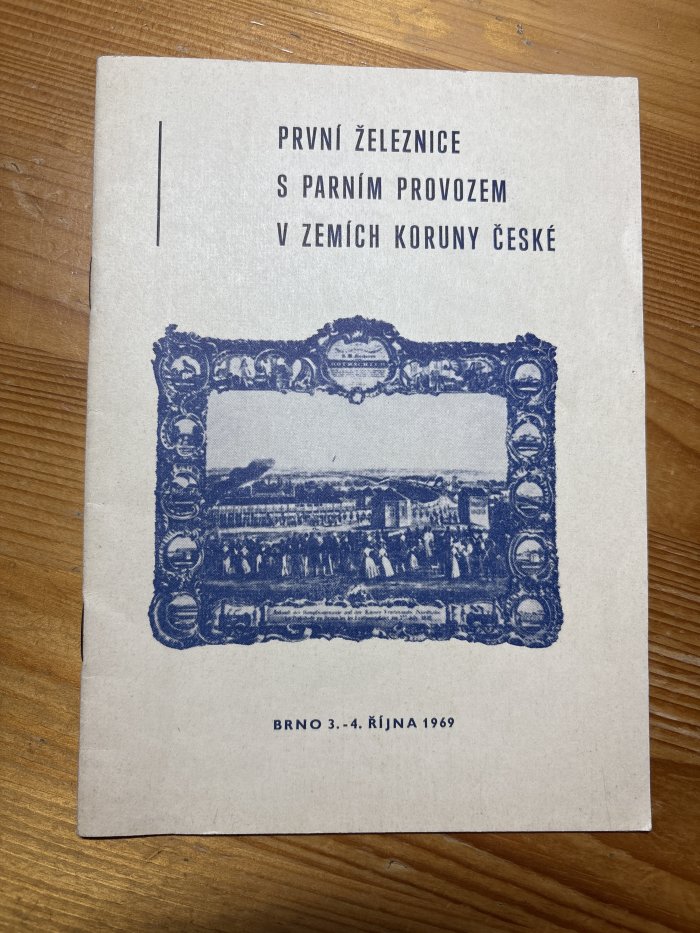 PRVNÍ ŽELEZNICE
S PARNÍM PROVOZEM
V ZEMÍCH KORUNY ČESKÉ
BRNO 3.-4. ŘÍJNA 1969